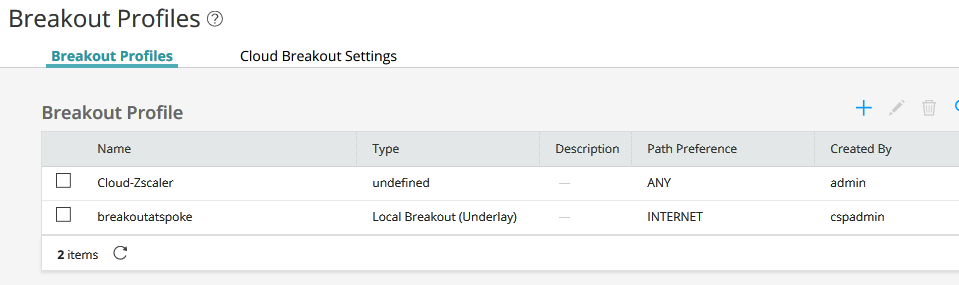 Breakout Profiles ?
Breakout Profiles Cloud Breakout Settings
Breakout Profile
Name Type Description Path Preference Created By
Cloud-Zscaler undefined — ANY admin
breakoutatspoke Local Breakout (Underlay) — INTERNET cspadmin
2 items